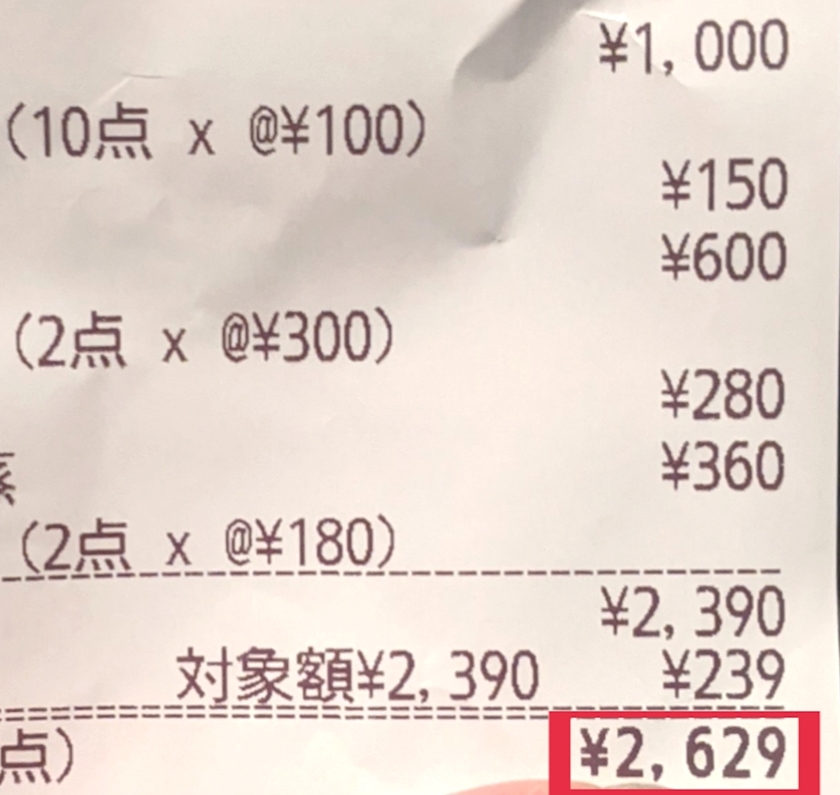 ¥1,000
(10点 x @¥100)
¥150
¥600
(2点 x @¥300)
¥280
¥360
(2点 x @¥180)
¥2,390
対象額¥2,390 ¥239
点) ¥2,629